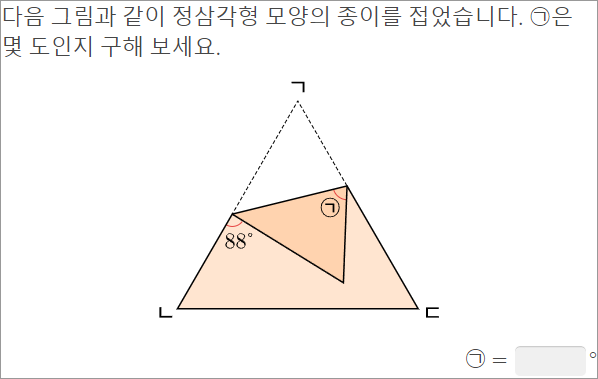 다음 그림과 같이 정삼각형 모양의 종이를 접었습니다. ㉠은
몇 도인지 구해 보세요.
ㄱ
㉠
88°
ㄴ
ㄷ
㉠ = °